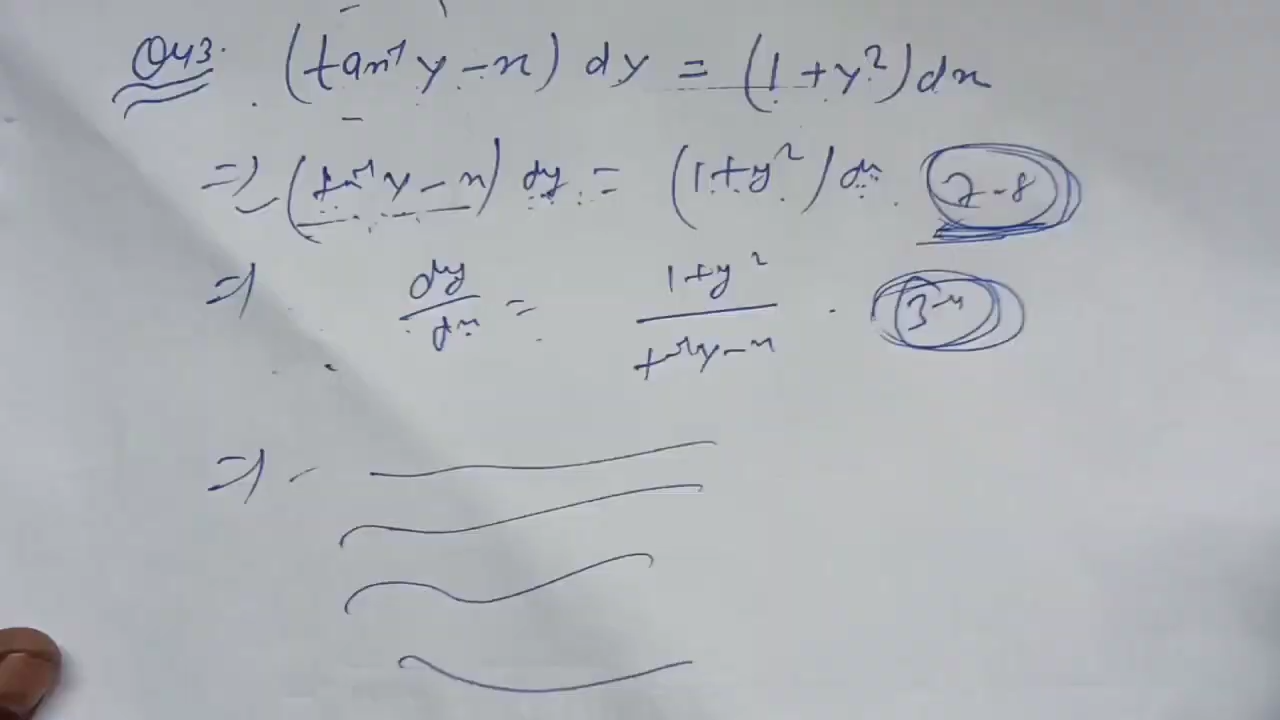 Q43. (tan⁻¹y - x) dy = (1 + y²) dx
⇒ (tan⁻¹y - x) dy = (1 + y²) dx 7-8
⇒ dy/dx = 1+y² / tan⁻¹y - x . 3-4
⇒